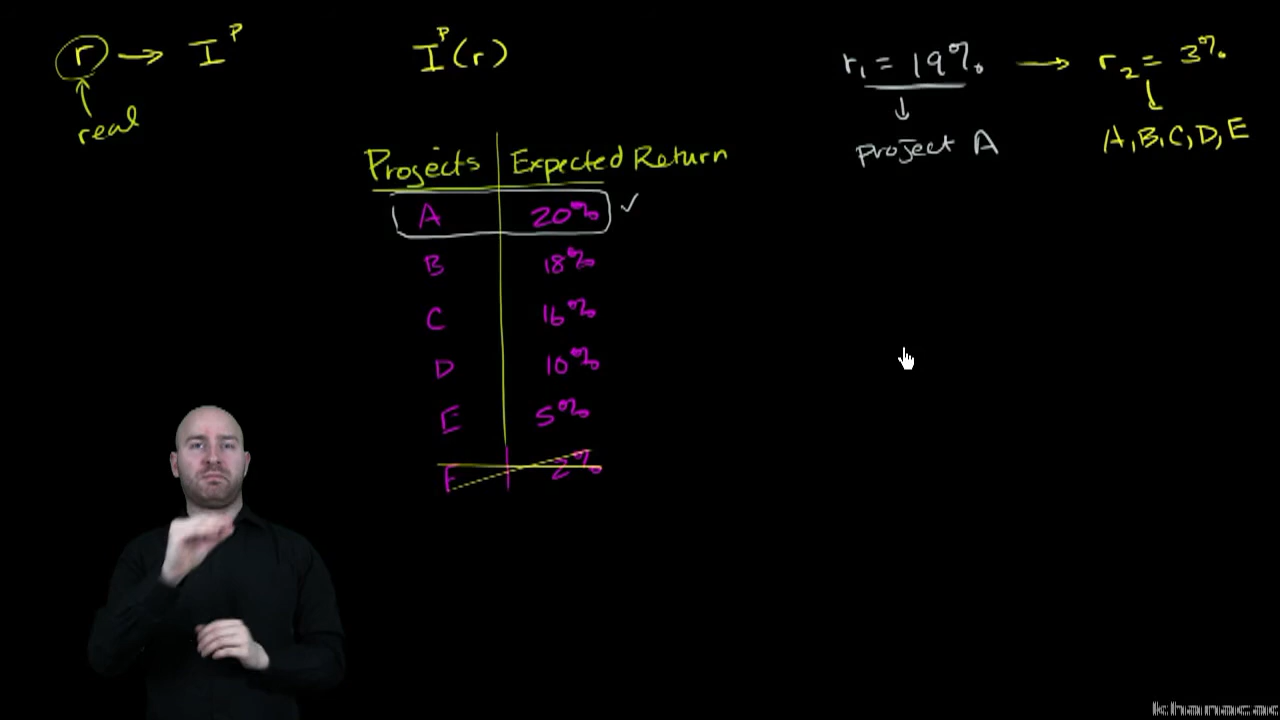 r → I^P
real
I^P(r)
r₁ = 19% → r₂ = 3%
Project A
A, B, C, D, E
Projects Expected Return
A 20% ✓
B 18%
C 16%
D 10%
E 5%
F 2%